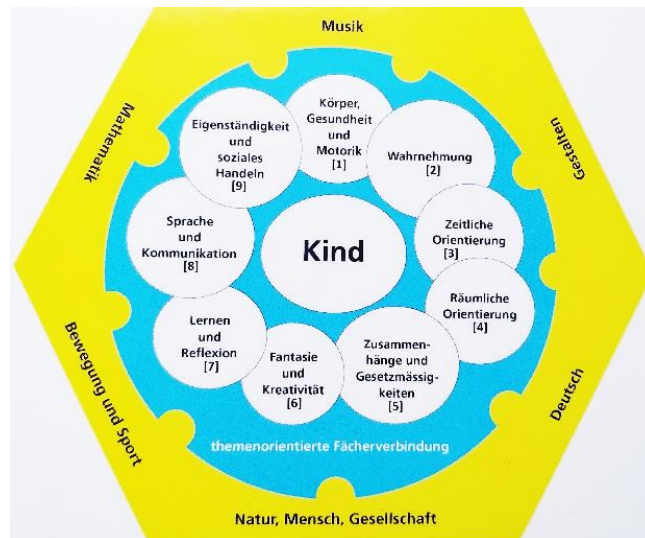 Musik
Mathematik
Gestalten
Körper,
Gesundheit
und
Motorik
[1]
Eigenständigkeit
und
soziales
Handeln
[9]
Wahrnehmung
[2]
Sprache
und
Kommunikation
[8]
Kind
Zeitliche
Orientierung
[3]
Räumliche
Orientierung
[4]
Lernen
und
Reflexion
[7]
Fantasie
und
Kreativität
[6]
Zusammen-
hänge und
Gesetzmässig-
keiten
[5]
Bewegung und Sport
Deutsch
themenorientierte Fächerverbindung
Natur, Mensch, Gesellschaft